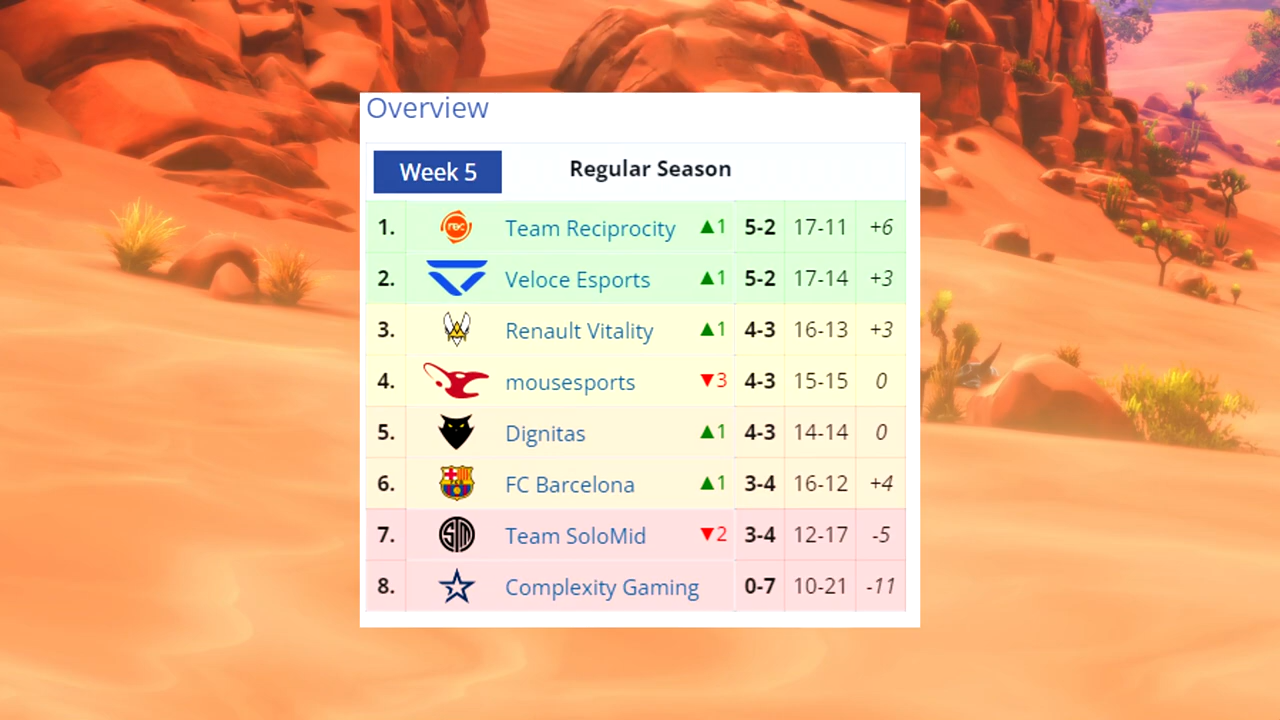 Overview
Week 5 Regular Season
1. rec Team Reciprocity ▲1 5-2 17-11 +6
2. Veloce Esports ▲1 5-2 17-14 +3
3. Renault Vitality ▲1 4-3 16-13 +3
4. mousesports ▼3 4-3 15-15 0
5. Dignitas ▲1 4-3 14-14 0
6. FC Barcelona ▲1 3-4 16-12 +4
7. TSM Team SoloMid ▼2 3-4 12-17 -5
8. Complexity Gaming 0-7 10-21 -11